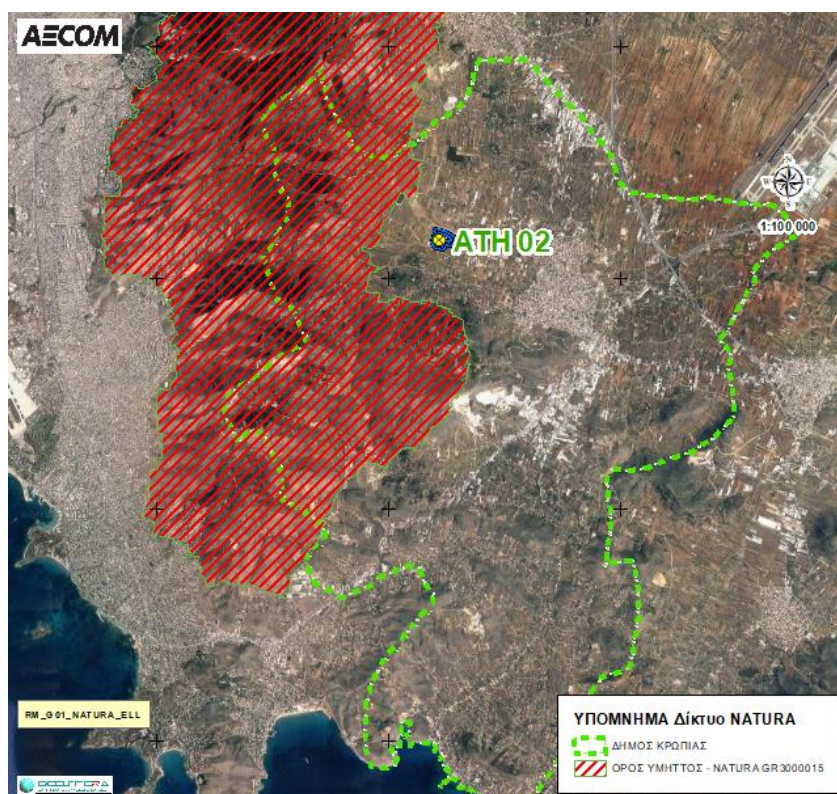 AECOM
N
W
E
S
1:100 000
ATH 02
RM_G01_NATURA_ELL
ΥΠΟΜΝΗΜΑ Δίκτυο NATURA
ΔΗΜΟΣ ΚΡΩΠΙΑΣ
ΟΡΟΣ ΥΜΗΤΤΟΣ - NATURA GR3000015